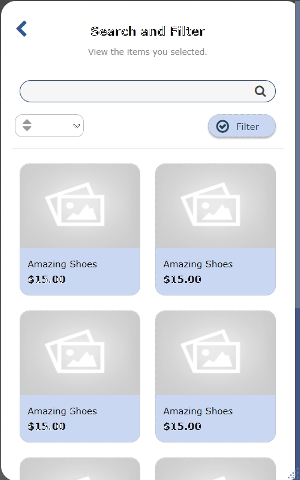 Search and Filter
View the items you selected.
Filter
Amazing Shoes
$15.00
Amazing Shoes
$15.00
Amazing Shoes
$15.00
Amazing Shoes
$15.00